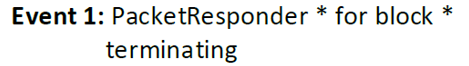 Event 1: PacketResponder * for block *
terminating